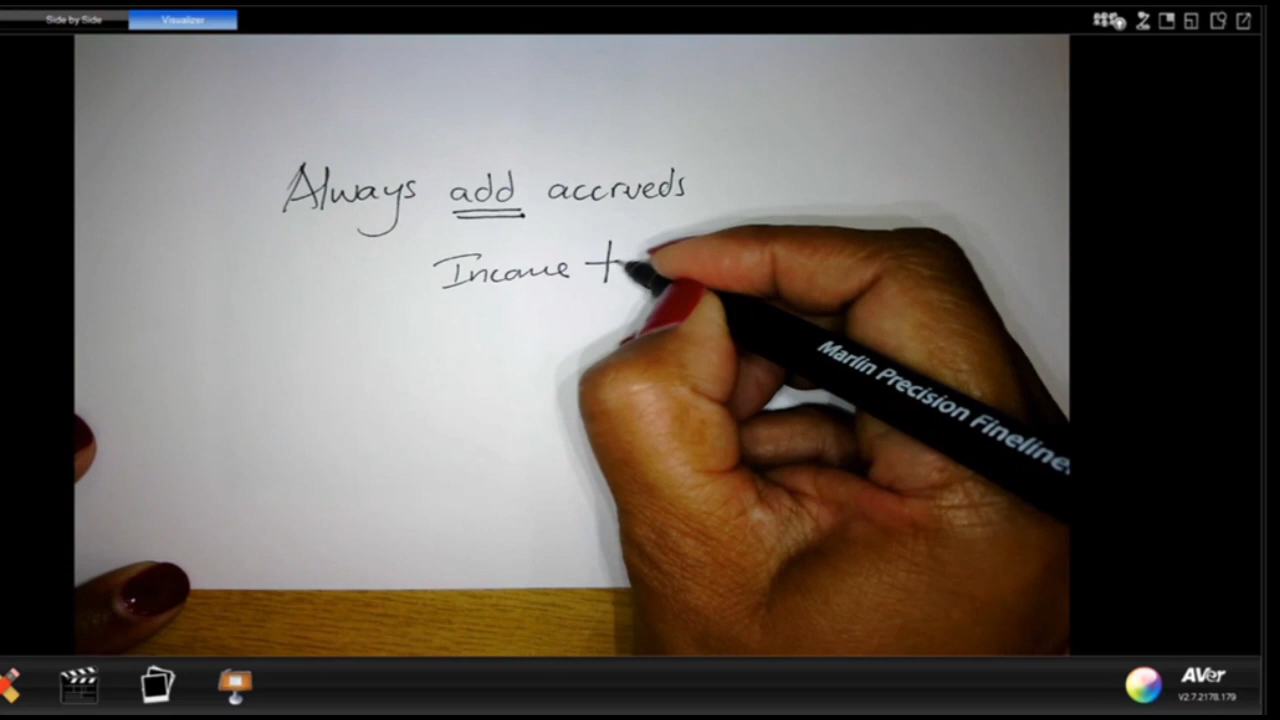 Side by Side Visualizer
Always add accrueds
Income +
Marlin Precision Fineline
AVer
V2.7.2178.179